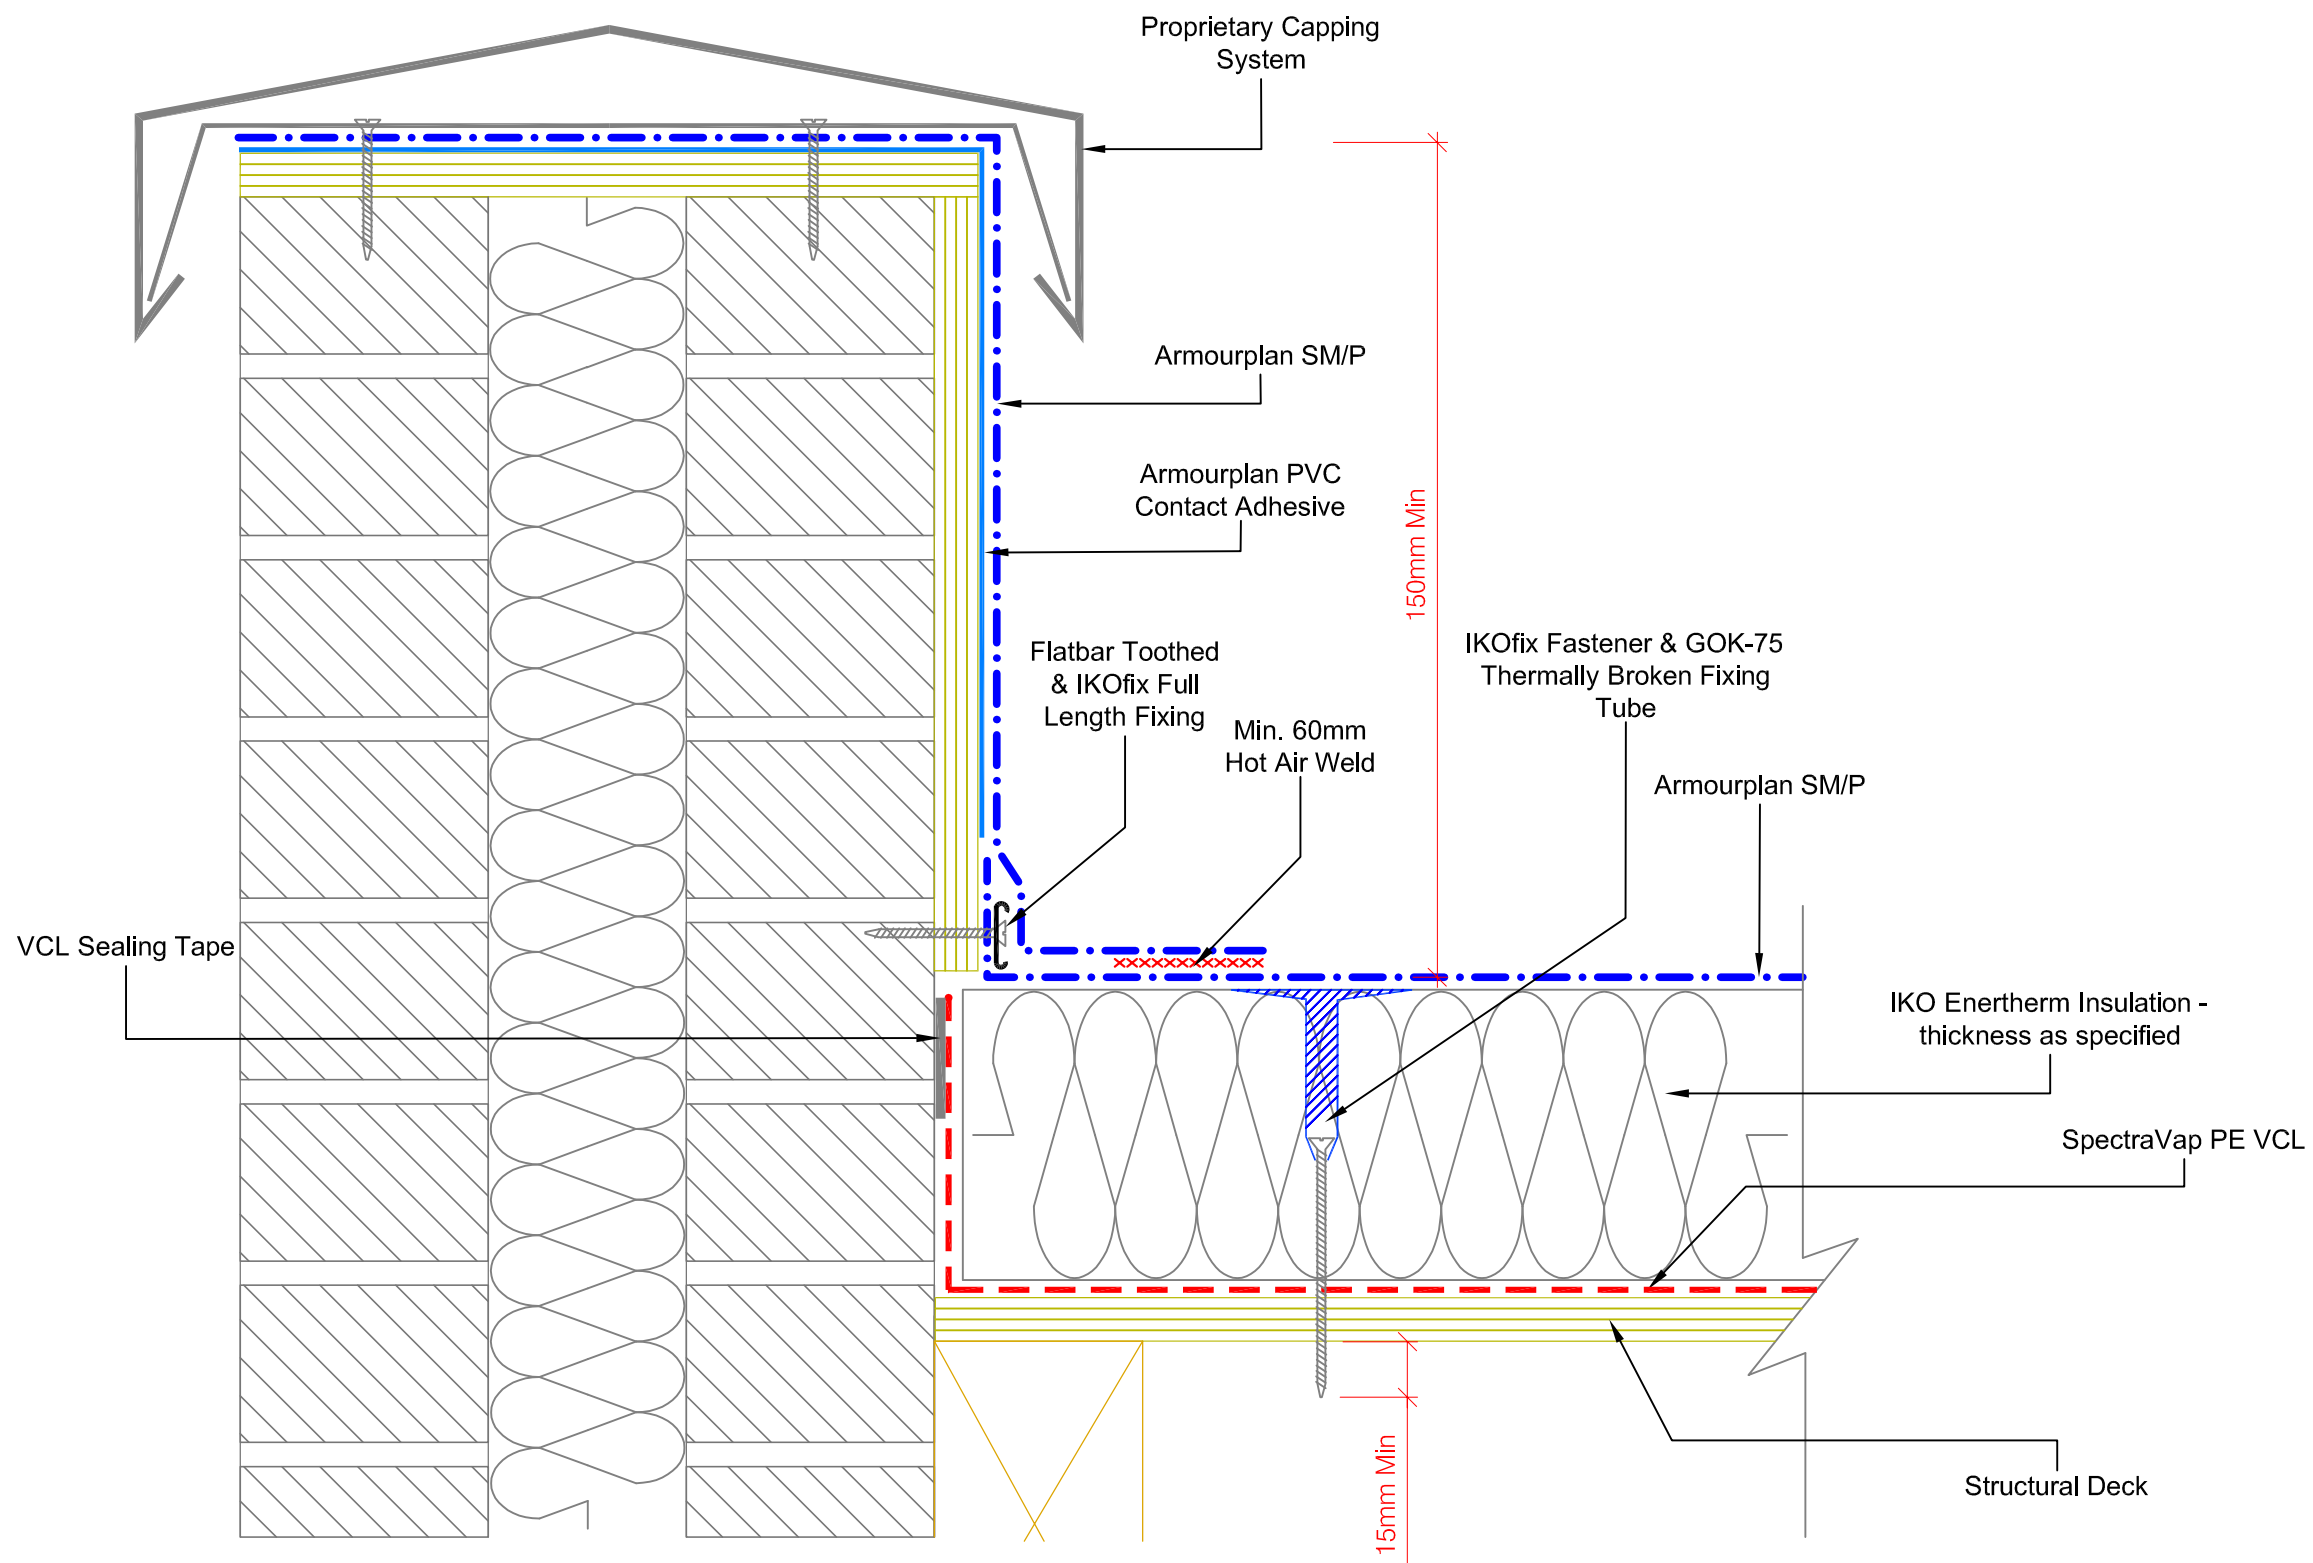 Proprietary Capping
System
Armourplan SM/P
Armourplan PVC
Contact Adhesive
150mm Min
Flatbar Toothed
& IKOfix Full
Length Fixing
IKOfix Fastener & GOK-75
Thermally Broken Fixing
Tube
Min. 60mm
Hot Air Weld
Armourplan SM/P
VCL Sealing Tape
IKO Enertherm Insulation -
thickness as specified
SpectraVap PE VCL
Structural Deck
15mm Min